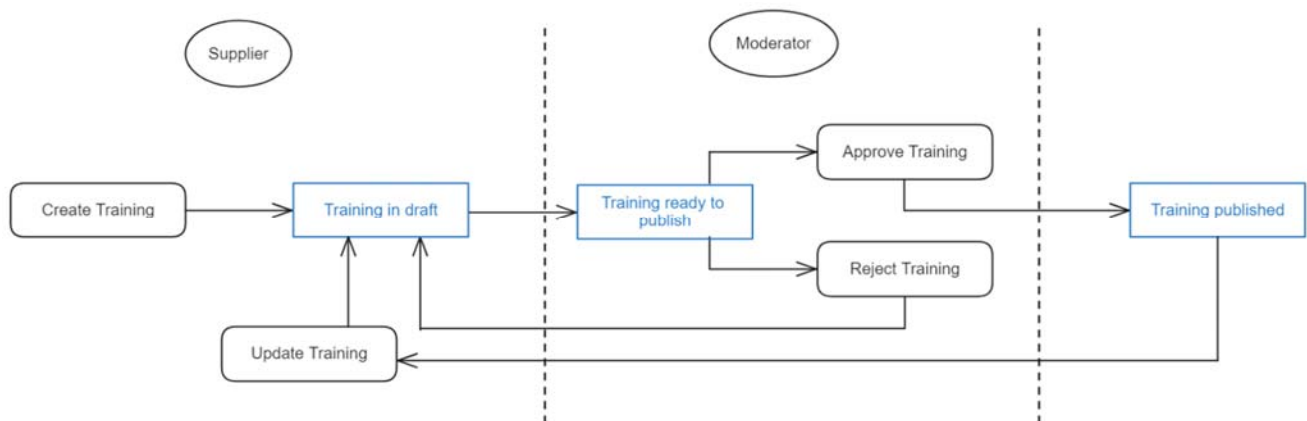 Supplier
Moderator
Approve Training
Create Training
Training in draft
Training ready to
publish
Training published
Reject Training
Update Training